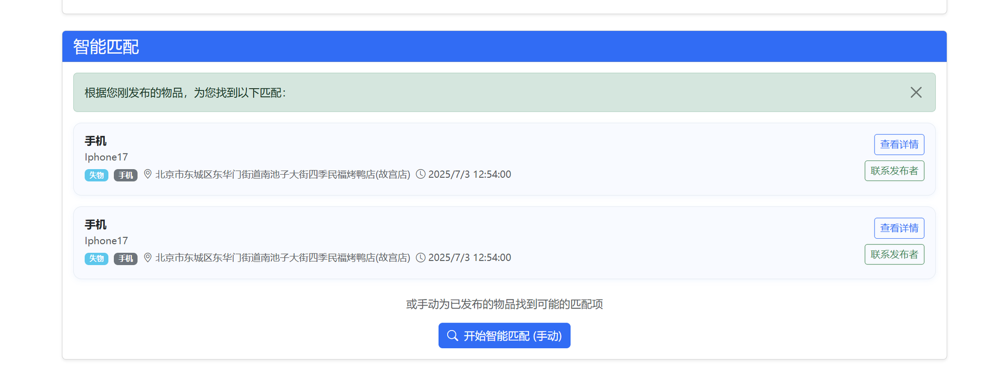 智能匹配
根据您刚发布的物品，为您找到以下匹配：
手机
查看详情
Iphone17
联系发布者
失物 手机 北京市东城区东华门街道南池子大街四季民福烤鸭店(故宫店) 2025/7/3 12:54:00
手机
查看详情
Iphone17
联系发布者
失物 手机 北京市东城区东华门街道南池子大街四季民福烤鸭店(故宫店) 2025/7/3 12:54:00
或手动为已发布的物品找到可能的匹配项
开始智能匹配 (手动)